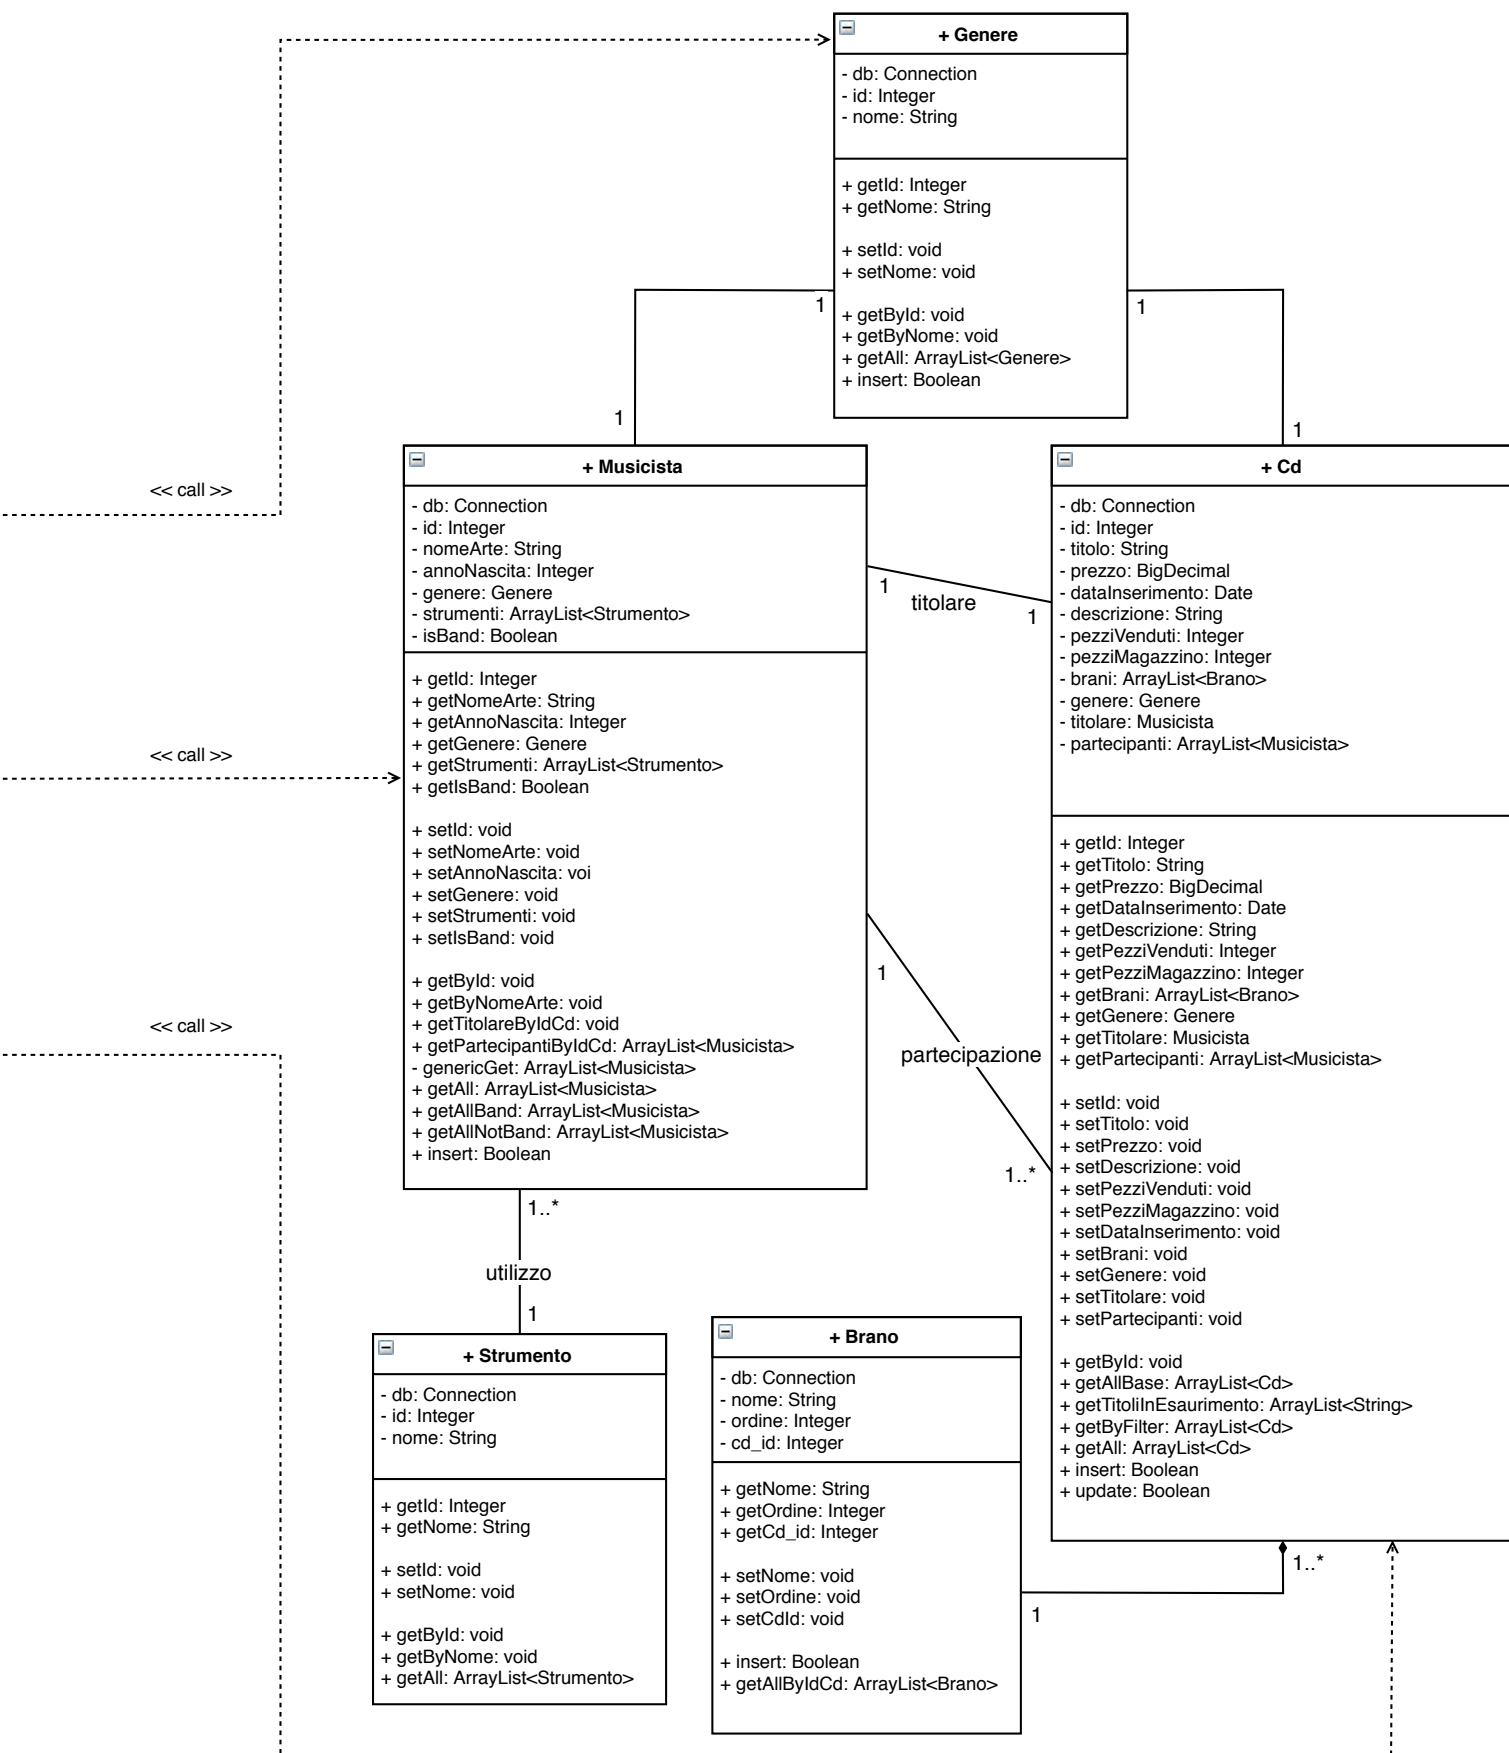 + Genere
- db: Connection
- id: Integer
- nome: String
+ getId: Integer
+ getNome: String
+ setId: void
+ setNome: void
+ getById: void
+ getByNome: void
+ getAll: ArrayList<Genere>
+ insert: Boolean
1
1
1
1
<< call >>
<< call >>
<< call >>
+ Musicista
- db: Connection
- id: Integer
- nomeArte: String
- annoNascita: Integer
- genere: Genere
- strumenti: ArrayList<Strumento>
- isBand: Boolean
+ getId: Integer
+ getNomeArte: String
+ getAnnoNascita: Integer
+ getGenere: Genere
+ getStrumenti: ArrayList<Strumento>
+ getIsBand: Boolean
+ setId: void
+ setNomeArte: void
+ setAnnoNascita: voi
+ setGenere: void
+ setStrumenti: void
+ setIsBand: void
+ getById: void
+ getByNomeArte: void
+ getTitolareByIdCd: void
+ getPartecipantiByIdCd: ArrayList<Musicista>
- genericGet: ArrayList<Musicista>
+ getAll: ArrayList<Musicista>
+ getAllBand: ArrayList<Musicista>
+ getAllNotBand: ArrayList<Musicista>
+ insert: Boolean
1
titolare
1
1
partecipazione
1..*
+ Cd
- db: Connection
- id: Integer
- titolo: String
- prezzo: BigDecimal
- dataInserimento: Date
- descrizione: String
- pezziVenduti: Integer
- pezziMagazzino: Integer
- brani: ArrayList<Brano>
- genere: Genere
- titolare: Musicista
- partecipanti: ArrayList<Musicista>
+ getId: Integer
+ getTitolo: String
+ getPrezzo: BigDecimal
+ getDataInserimento: Date
+ getDescrizione: String
+ getPezziVenduti: Integer
+ getPezziMagazzino: Integer
+ getBrani: ArrayList<Brano>
+ getGenere: Genere
+ getTitolare: Musicista
+ getPartecipanti: ArrayList<Musicista>
+ setId: void
+ setTitolo: void
+ setPrezzo: void
+ setDescrizione: void
+ setPezziVenduti: void
+ setPezziMagazzino: void
+ setDataInserimento: void
+ setBrani: void
+ setGenere: void
+ setTitolare: void
+ setPartecipanti: void
+ getById: void
+ getAllBase: ArrayList<Cd>
+ getTitoliInEsaurimento: ArrayList<String>
+ getByFilter: ArrayList<Cd>
+ getAll: ArrayList<Cd>
+ insert: Boolean
+ update: Boolean
1..*
utilizzo
1
+ Strumento
- db: Connection
- id: Integer
- nome: String
+ getId: Integer
+ getNome: String
+ setId: void
+ setNome: void
+ getById: void
+ getByNome: void
+ getAll: ArrayList<Strumento>
+ Brano
- db: Connection
- nome: String
- ordine: Integer
- cd_id: Integer
+ getNome: String
+ getOrdine: Integer
+ getCd_id: Integer
+ setNome: void
+ setOrdine: void
+ setCdId: void
+ insert: Boolean
+ getAllByIdCd: ArrayList<Brano>
1..*
1